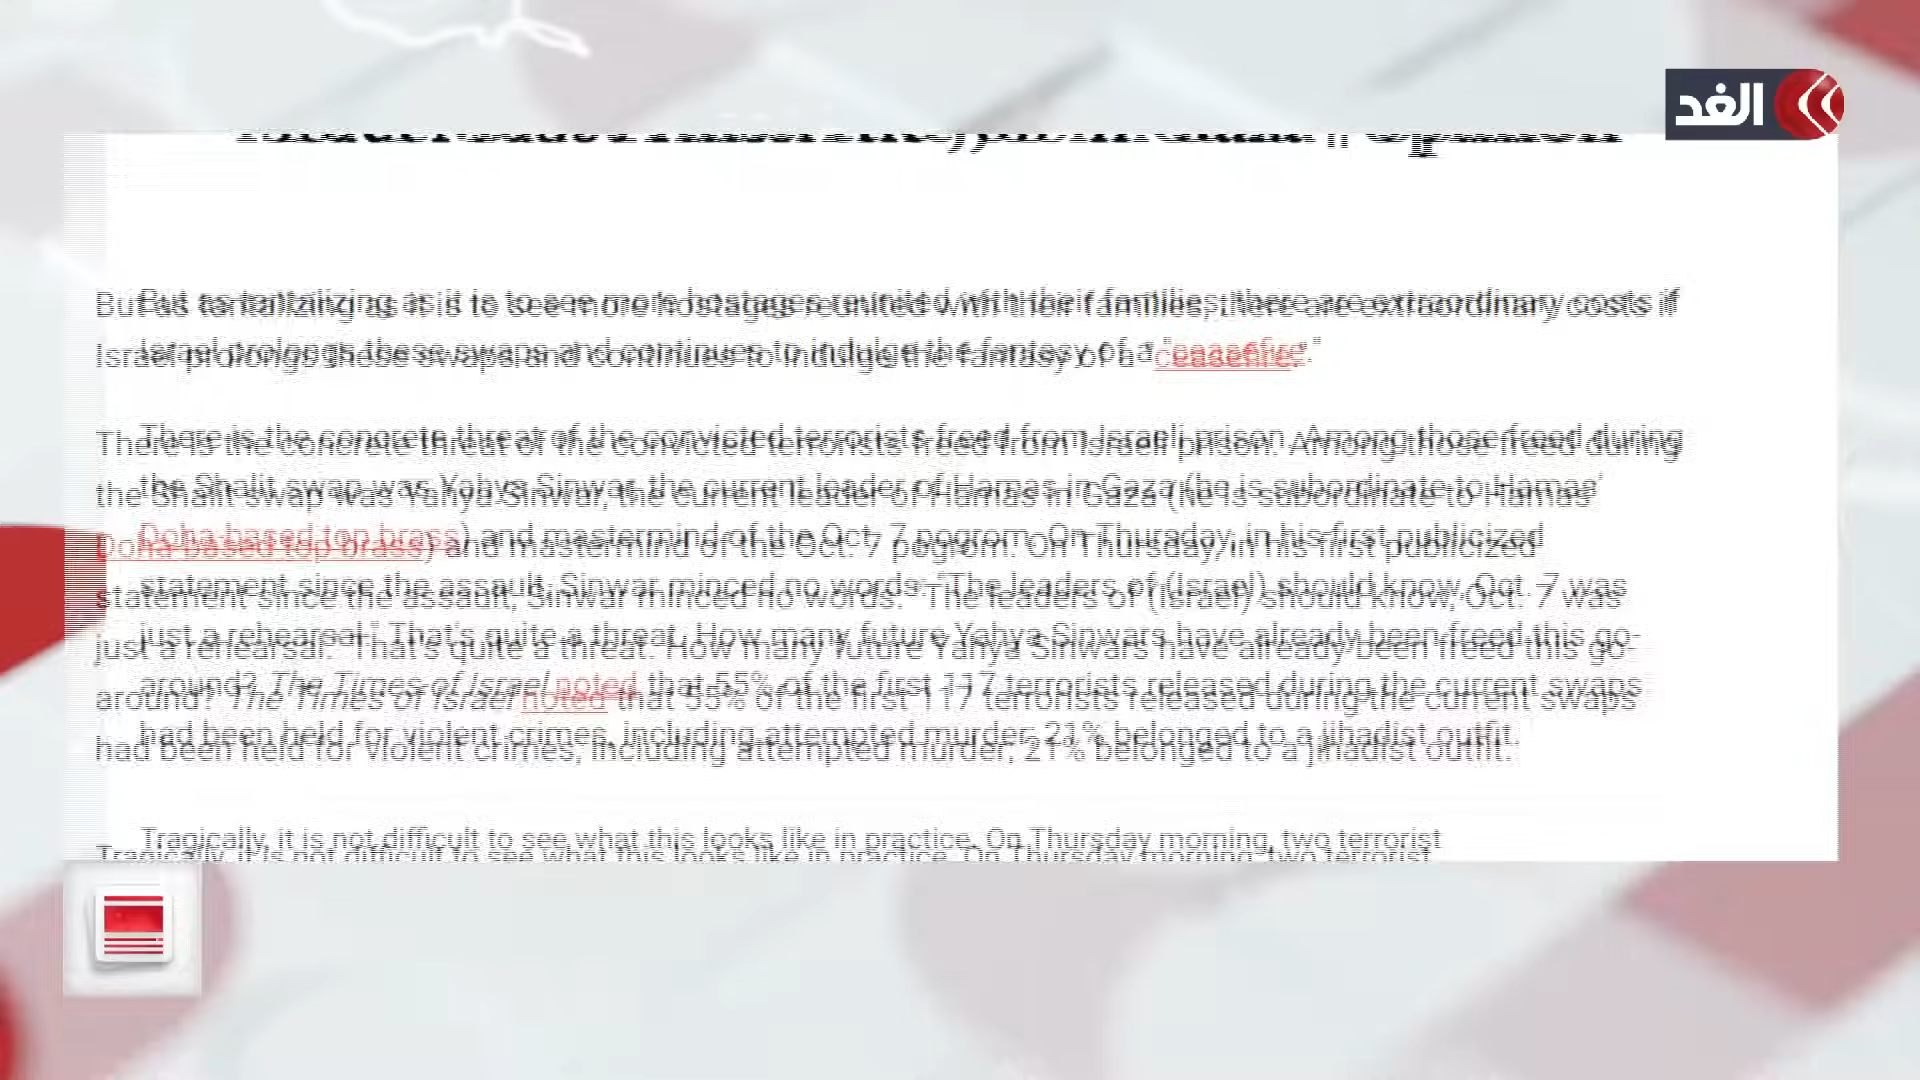 الغد
Opinion
But as tantalizing as it is to see more hostages reunited with their families, there are extraordinary costs if
Israel prolongs these swaps and continues to indulge the fantasy of a "ceasefire."
There is the concrete threat of the convicted terrorists freed from Israeli prison. Among those freed during
the Shalit swap was Yahya Sinwar, the current leader of Hamas in Gaza (he is subordinate to Hamas'
Doha-based top brass) and mastermind of the Oct. 7 pogrom. On Thursday, in his first publicized
statement since the assault, Sinwar minced no words: "The leaders of (Israel) should know, Oct. 7 was
just a rehearsal." That's quite a threat. How many future Yahya Sinwars have already been freed this go-
around? The Times of Israel noted that 55% of the first 117 terrorists released during the current swaps
had been held for violent crimes, including attempted murder; 21% belonged to a jihadist outfit.
Tragically, it is not difficult to see what this looks like in practice. On Thursday morning, two terrorist